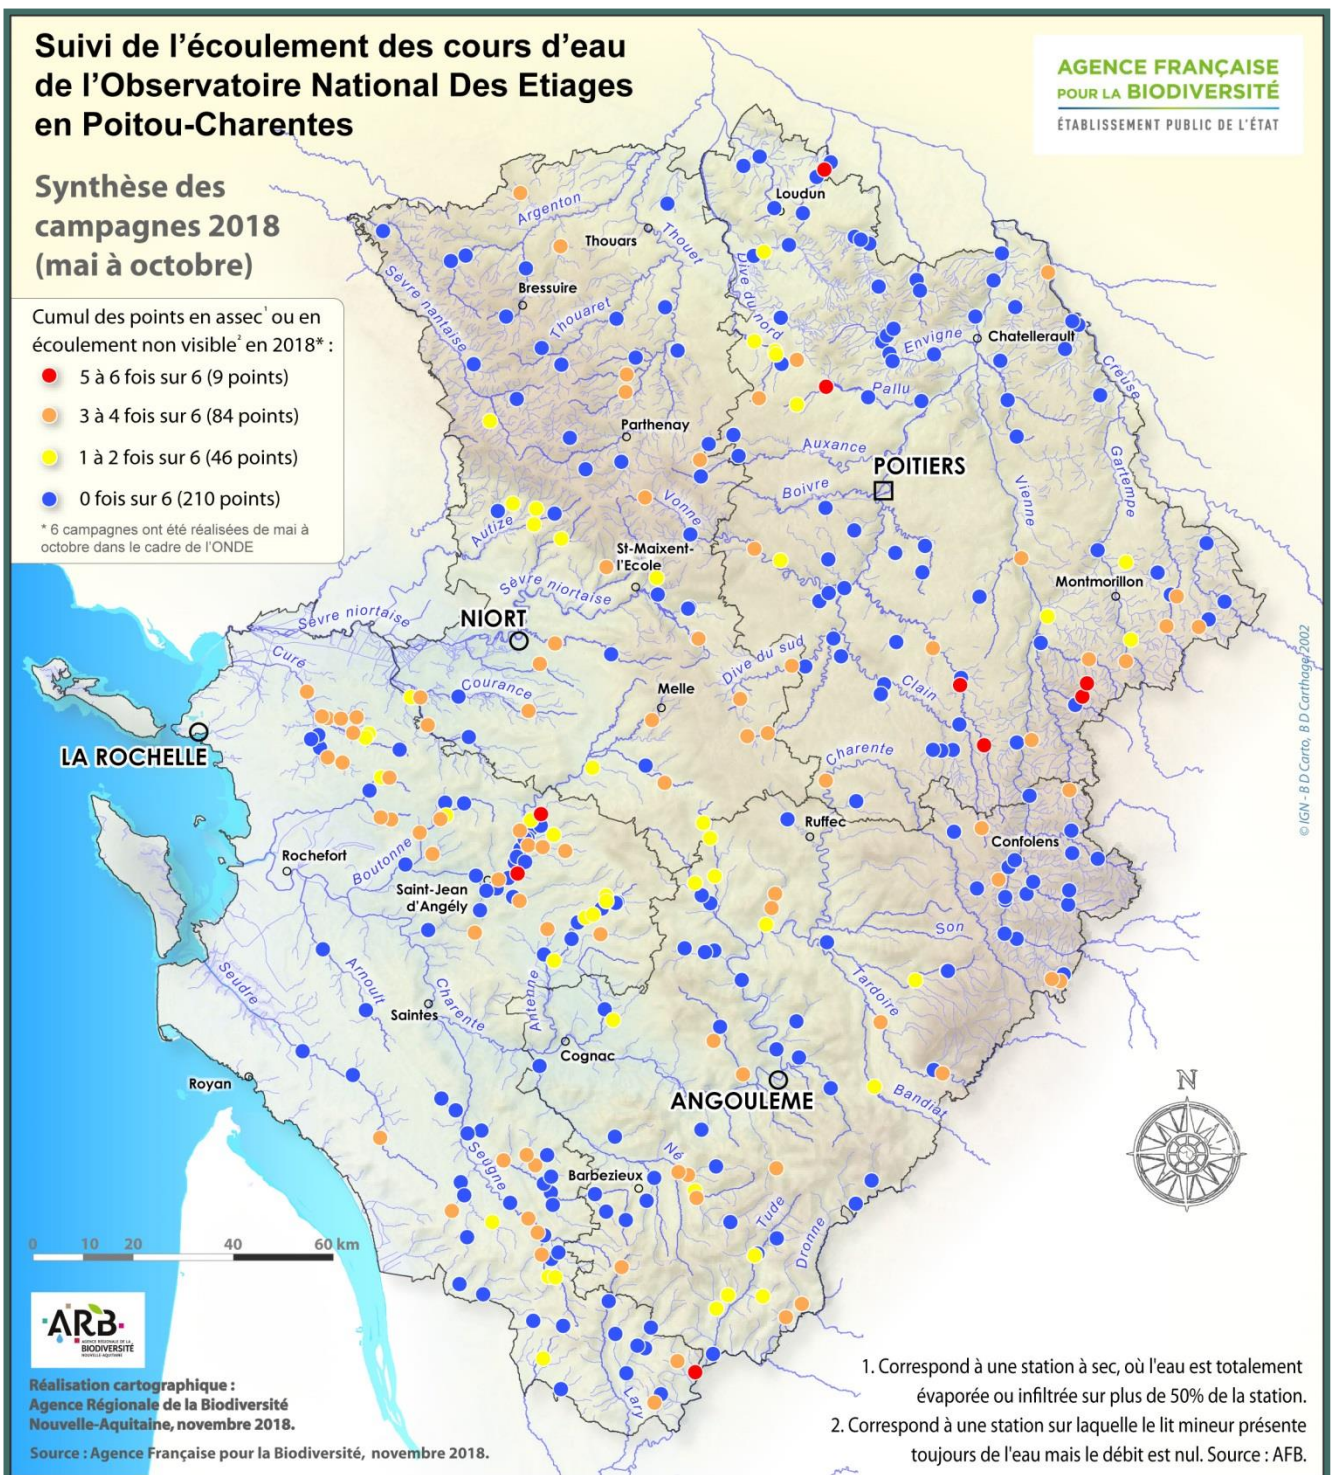 Suivi de l'écoulement des cours d'eau
de l'Observatoire National Des Etiages
en Poitou-Charentes
AGENCE FRANÇAISE
POUR LA BIODIVERSITÉ
ÉTABLISSEMENT PUBLIC DE L'ÉTAT
Synthèse des
campagnes 2018
(mai à octobre)
Cumul des points en assec¹ ou en
écoulement non visible² en 2018* :
5 à 6 fois sur 6 (9 points)
3 à 4 fois sur 6 (84 points)
1 à 2 fois sur 6 (46 points)
0 fois sur 6 (210 points)
* 6 campagnes ont été réalisées de mai à
octobre dans le cadre de l'ONDE
Loudun
Argenton
Thouars
Thouet
Sèvre nantaise
Bressuire
Thouaret
Dive du nord
Envigne
Chatellerault
Creuse
Pallu
Parthenay
Auxance
POITIERS
Gartempe
Boivre
Vienne
Vonne
Autize
St-Maixent-
l'Ecole
Sèvre niortaise
Montmorillon
Sèvre niortaise
NIORT
Curé
Courance
Melle
Dive du sud
Clain
LA ROCHELLE
Charente
Ruffec
Confolens
Rochefort
Boutonne
Saint-Jean
d'Angély
Son
Seudre
Arnoult
Charente
Antenne
Tardoire
Saintes
Cognac
Royan
ANGOULEME
Bandiat
N
Seugne
Né
Barbezieux
Tude
Dronne
Lary
0 10 20 40 60 km
© IGN - BD Carto, BD Carthage/2002
ARB
AGENCE RÉGIONALE DE LA
BIODIVERSITÉ
NOUVELLE-AQUITAINE
Réalisation cartographique :
Agence Régionale de la Biodiversité
Nouvelle-Aquitaine, novembre 2018.
Source : Agence Française pour la Biodiversité, novembre 2018.
1. Correspond à une station à sec, où l'eau est totalement
évaporée ou infiltrée sur plus de 50% de la station.
2. Correspond à une station sur laquelle le lit mineur présente
toujours de l'eau mais le débit est nul. Source : AFB.